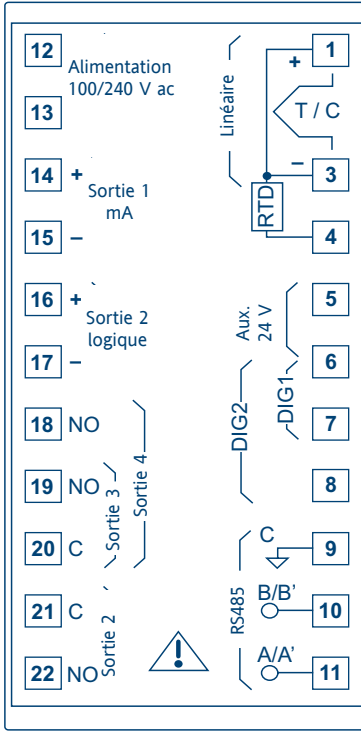 12
Alimentation
100/240 V ac
13
14 +
Sortie 1
mA
15 –
16 +
Sortie 2
logique
17 –
18 NO
19 NO
20 C
Sortie 3
Sortie 4
21 C
22 NO
Sortie 2
Linéaire
+
1
T / C
–
3
RTD
4
Aux.
24 V
5
6
DIG1
DIG2
7
8
RS485
C
9
B/B'
10
A/A'
11